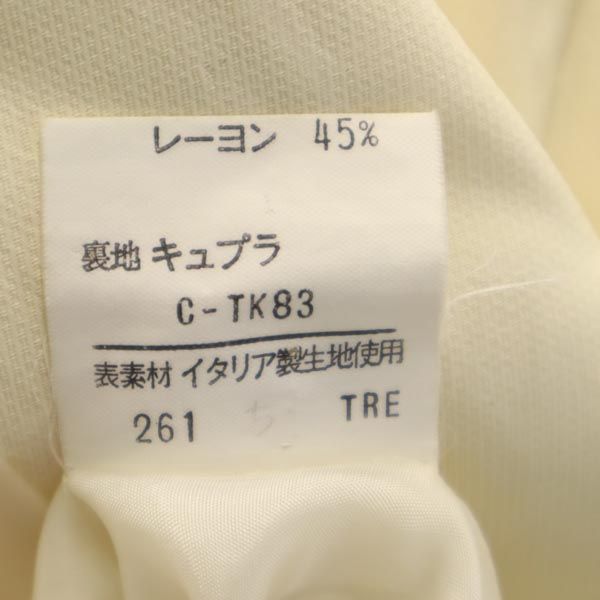 レーヨン 45%
裏地 キュプラ
C-TK83
表素材 イタリア製生地使用
261 TRE